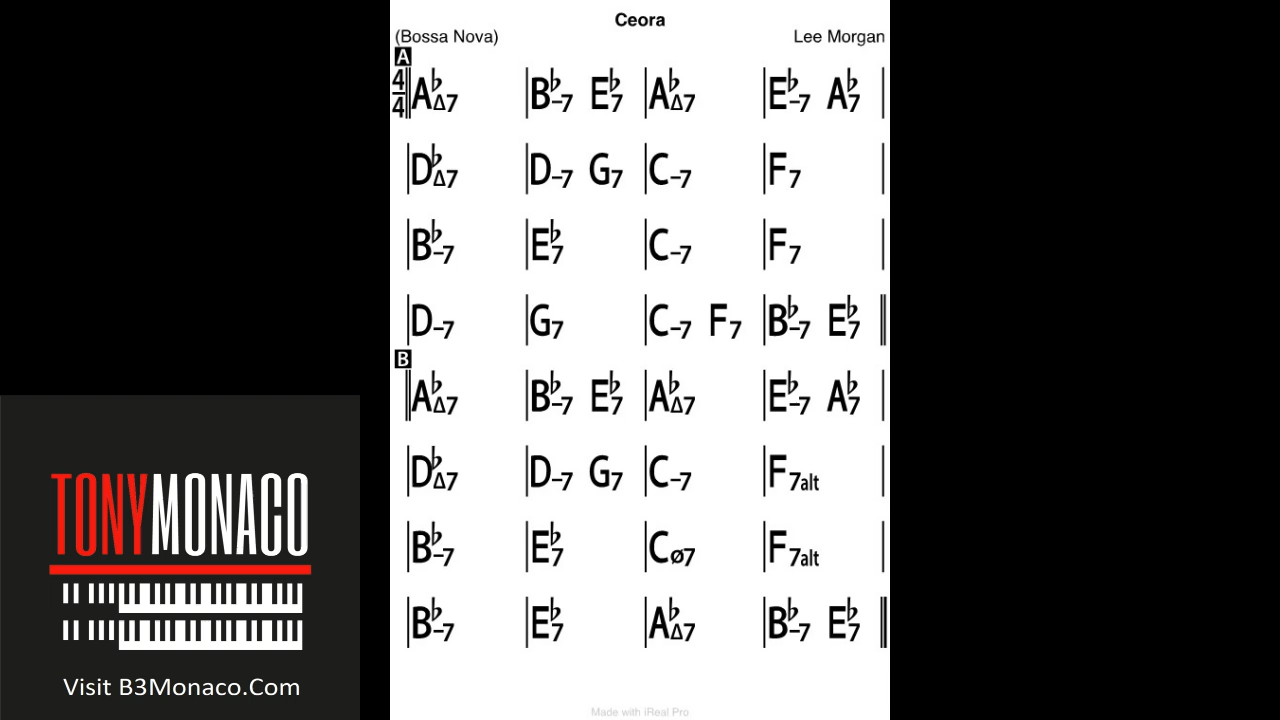 Ceora
(Bossa Nova) Lee Morgan
A
4/4 A♭Δ7 B♭–7 E♭7 A♭Δ7 E♭–7 A♭7
D♭Δ7 D–7 G7 C–7 F7
B♭–7 E♭7 C–7 F7
D–7 G7 C–7 F7 B♭–7 E♭7
B
A♭Δ7 B♭–7 E♭7 A♭Δ7 E♭–7 A♭7
D♭Δ7 D–7 G7 C–7 F7alt
B♭–7 E♭7 Cø7 F7alt
B♭–7 E♭7 A♭Δ7 B♭–7 E♭7
Made with iReal Pro
TONYMONACO
Visit B3Monaco.Com